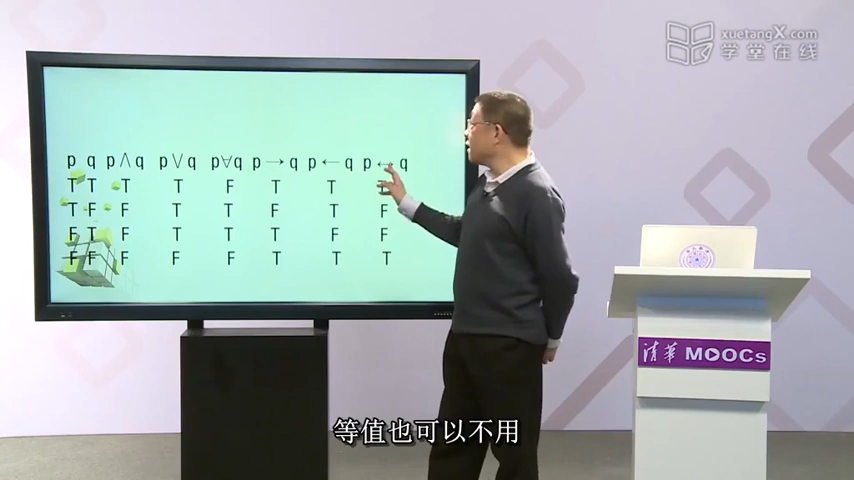 xuetangX.com
学堂在线
p q p∧q p∨q p∀q p→q p←q p↔q
T T T T F T T
T F F T T F T F
F T F T T T F F
F F F F F T T T
清華 MOOCs
等值也可以不用